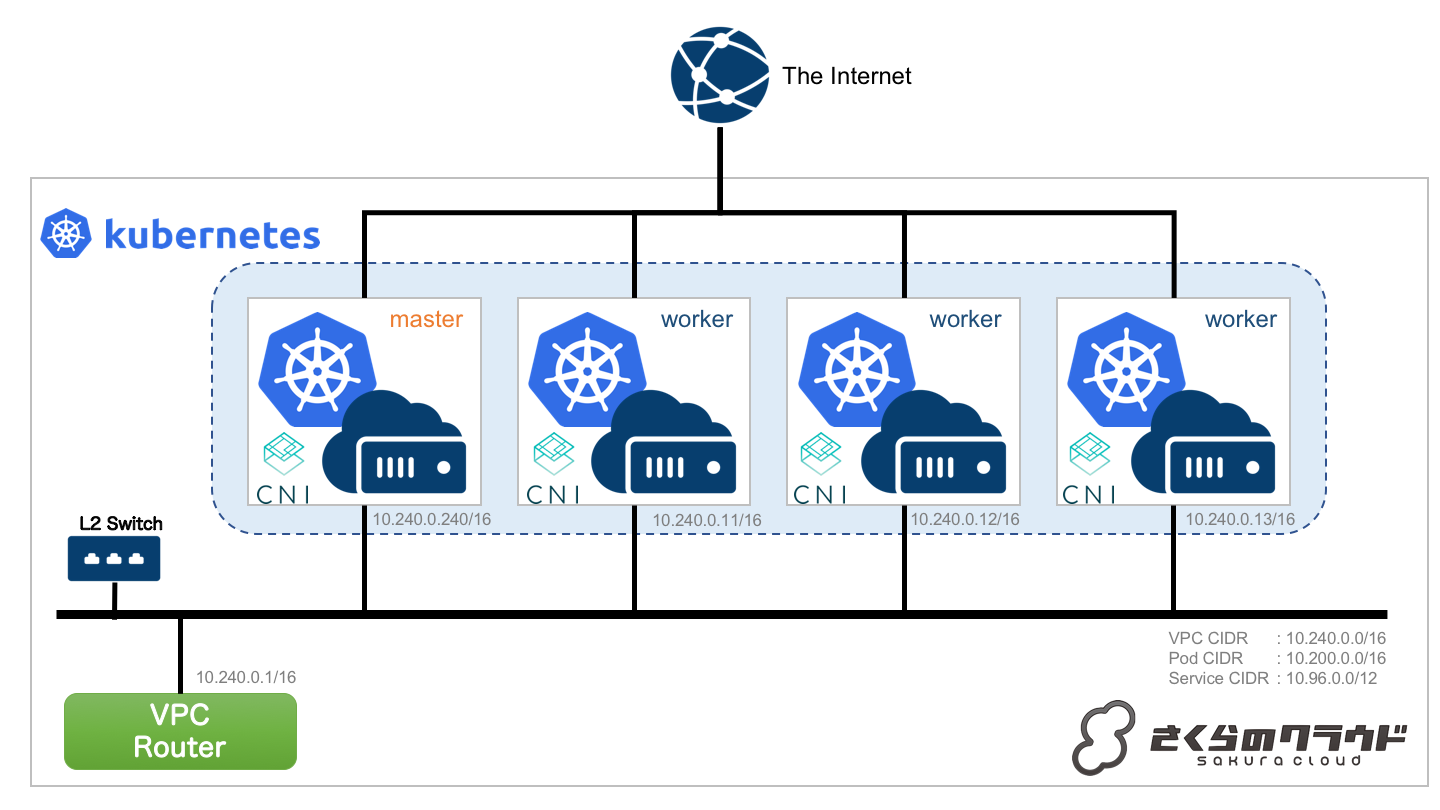 The Internet
kubernetes
master
worker
worker
worker
CNI
CNI
CNI
CNI
10.240.0.240/16
10.240.0.11/16
10.240.0.12/16
10.240.0.13/16
L2 Switch
VPC CIDR : 10.240.0.0/16
Pod CIDR : 10.200.0.0/16
Service CIDR : 10.96.0.0/12
10.240.0.1/16
VPC
Router
さくらのクラウド
SAKURA CLOUD